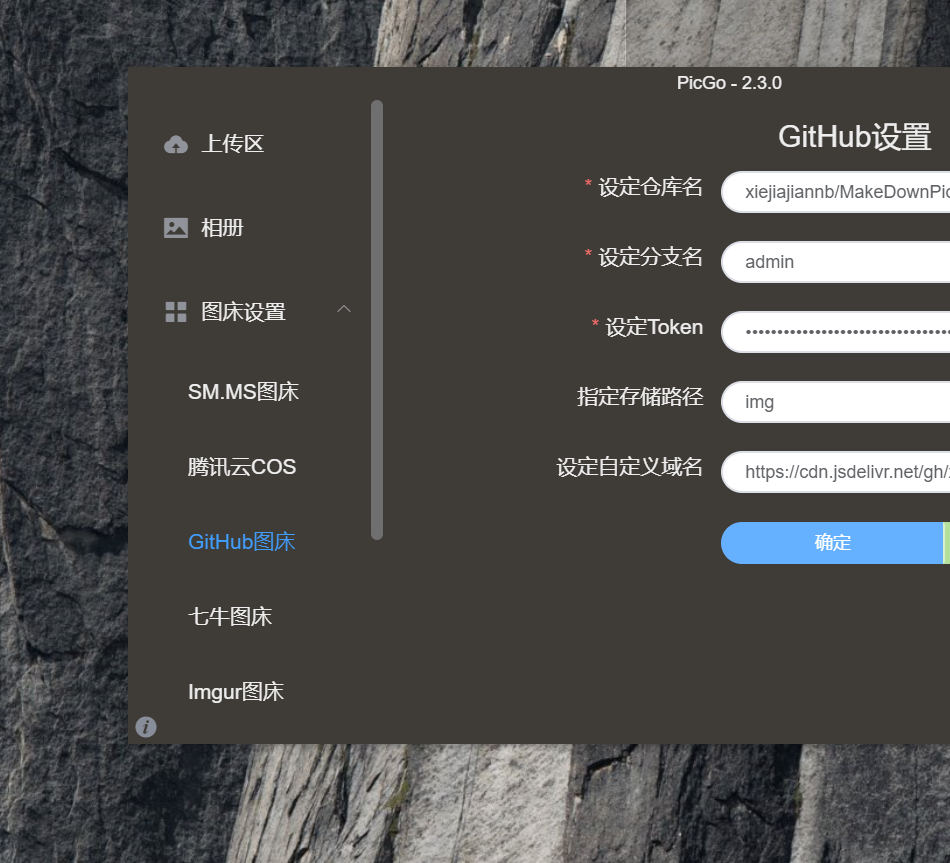 PicGo - 2.3.0
上传区
相册
图床设置
SM.MS图床
腾讯云COS
GitHub图床
七牛图床
Imgur图床
GitHub设置
* 设定仓库名
xiejiajiannb/MakeDownPic
* 设定分支名
admin
* 设定Token
指定存储路径
img
设定自定义域名
https://cdn.jsdelivr.net/gh/
确定